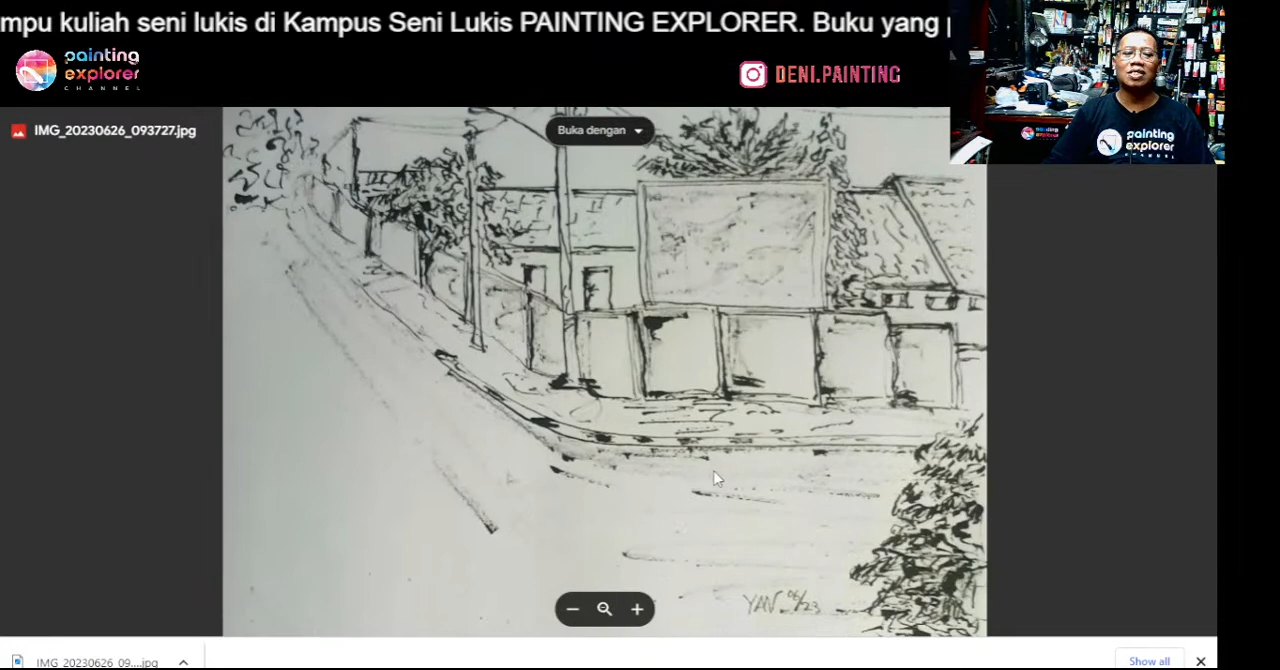 mpu kuliah seni lukis di Kampus Seni Lukis PAINTING EXPLORER. Buku yang
painting
explorer
CHANNEL
DENI.PAINTING
IMG_20230626_093727.jpg
Buka dengan
painting
explorer
CHANNEL
YAN 06/23
IMG_20230626_09....jpg
Show all